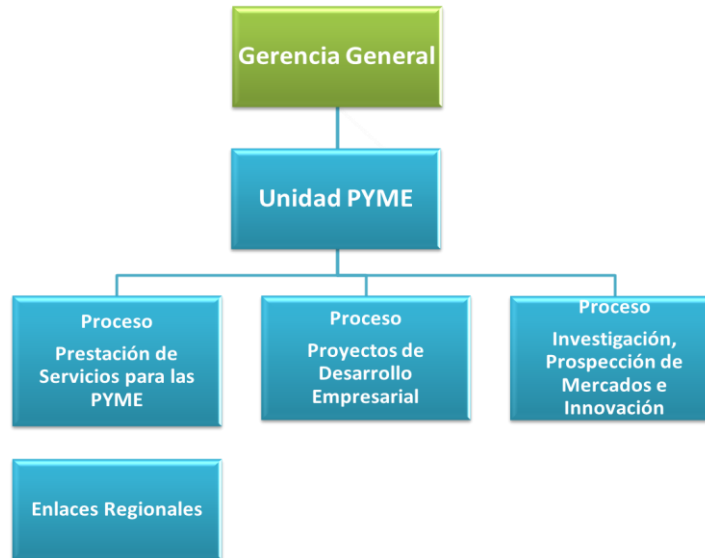 Gerencia General
Unidad PYME
Proceso
Prestación de
Servicios para las
PYME
Proceso
Proyectos de
Desarrollo
Empresarial
Proceso
Investigación,
Prospección de
Mercados e
Innovación
Enlaces Regionales